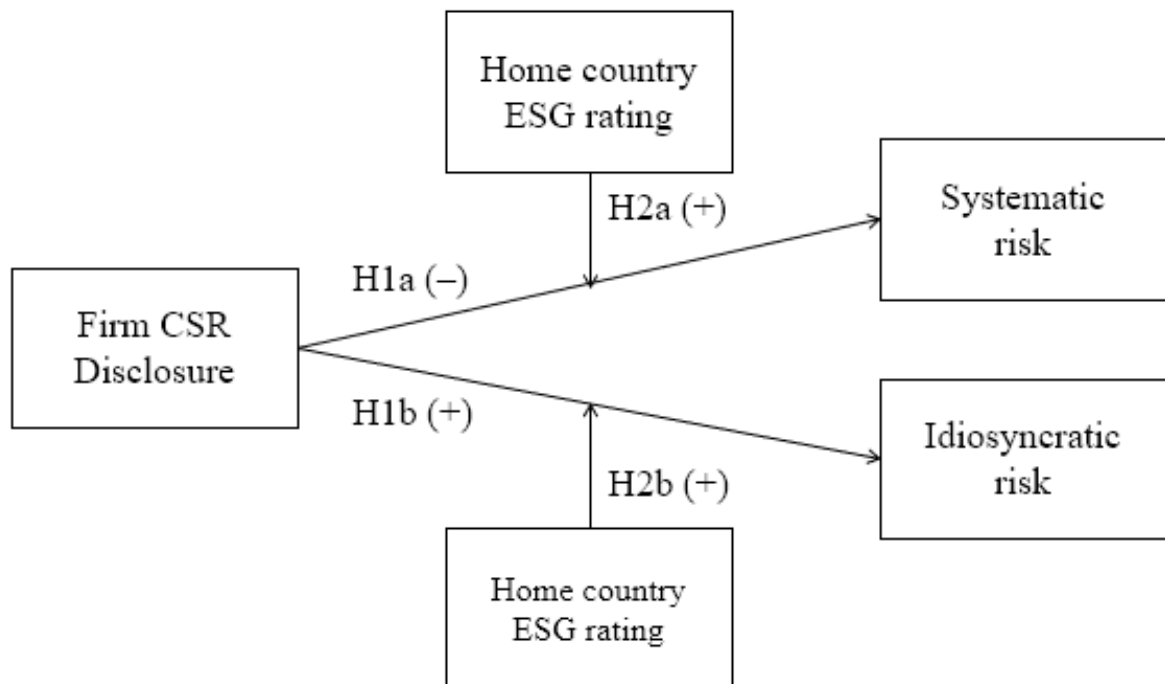 Home country
ESG rating
H2a (+)
Systematic
risk
H1a (–)
Firm CSR
Disclosure
H1b (+)
Idiosyncratic
risk
H2b (+)
Home country
ESG rating